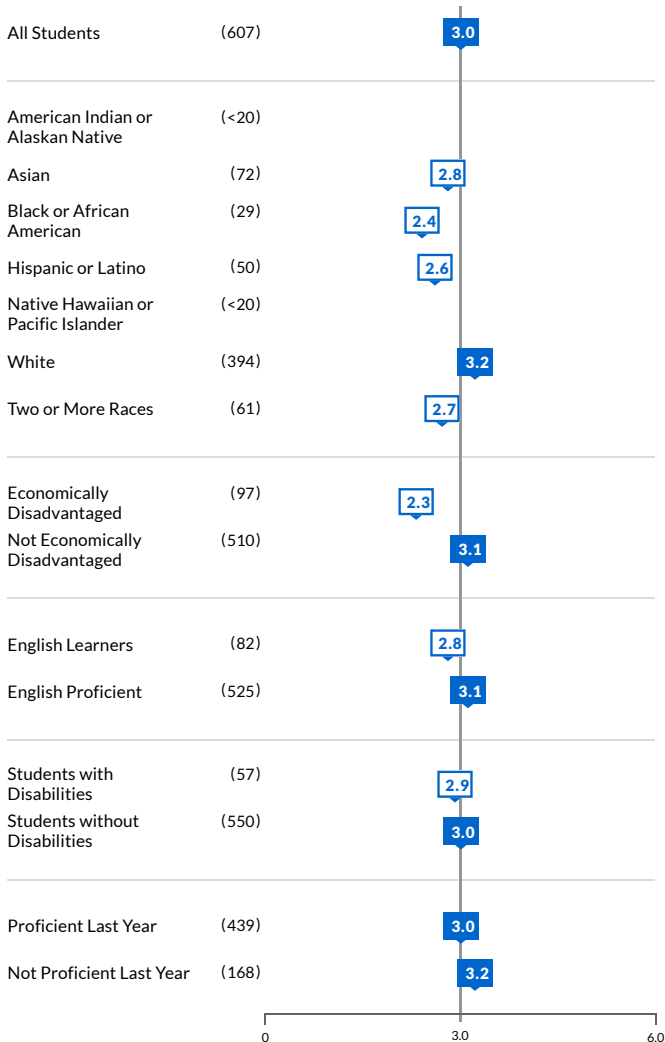 All Students (607) 3.0
American Indian or (<20)
Alaskan Native
Asian (72) 2.8
Black or African (29) 2.4
American
Hispanic or Latino (50) 2.6
Native Hawaiian or (<20)
Pacific Islander
White (394) 3.2
Two or More Races (61) 2.7
Economically (97) 2.3
Disadvantaged
Not Economically (510) 3.1
Disadvantaged
English Learners (82) 2.8
English Proficient (525) 3.1
Students with (57) 2.9
Disabilities
Students without (550) 3.0
Disabilities
Proficient Last Year (439) 3.0
Not Proficient Last Year (168) 3.2
0 3.0 6.0